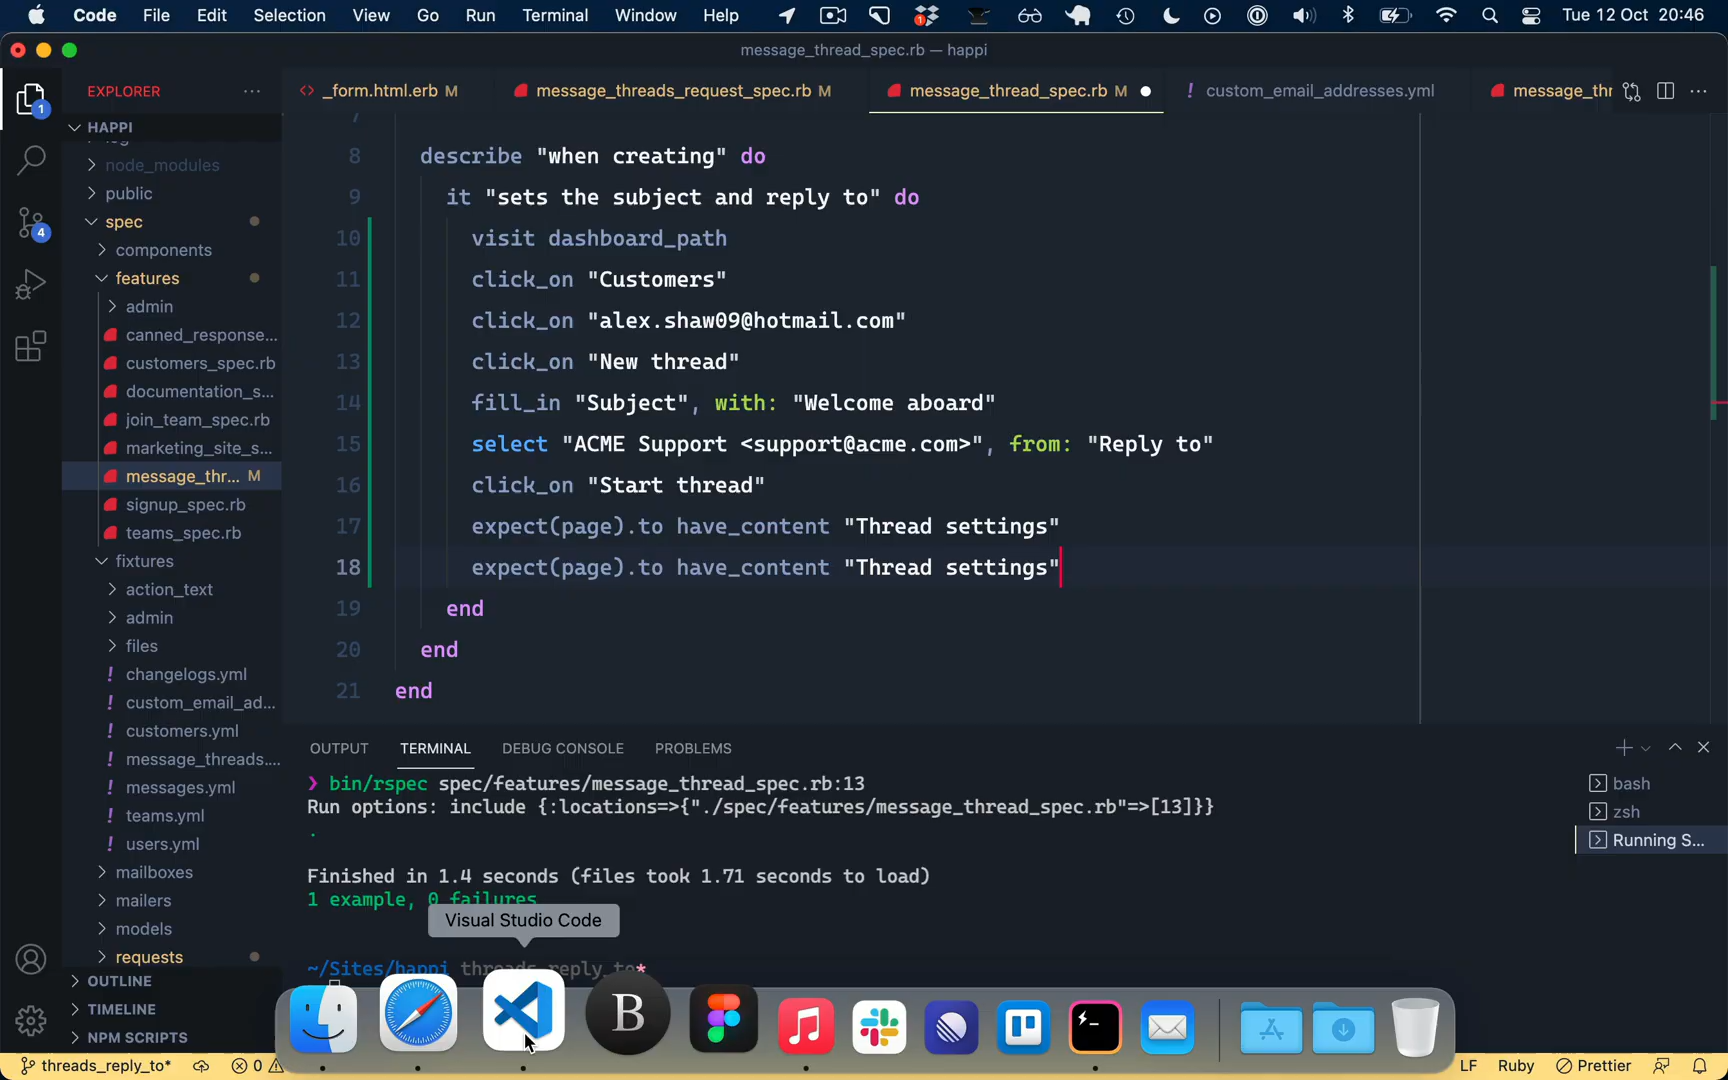 Code File Edit Selection View Go Run Terminal Window Help Tue 12 Oct 20:46
message_thread_spec.rb — happi
EXPLORER
_form.html.erb M
message_threads_request_spec.rb M
message_thread_spec.rb M
custom_email_addresses.yml
message_thr
HAPPI
node_modules
public
spec
components
features
admin
canned_response...
customers_spec.rb
documentation_s...
join_team_spec.rb
marketing_site_s...
message_thr... M
signup_spec.rb
teams_spec.rb
fixtures
action_text
admin
files
changelogs.yml
custom_email_ad...
customers.yml
message_threads....
messages.yml
teams.yml
users.yml
mailboxes
mailers
models
requests
OUTLINE
TIMELINE
NPM SCRIPTS
1
4
7
8 describe "when creating" do
9 it "sets the subject and reply to" do
10 visit dashboard_path
11 click_on "Customers"
12 click_on "alex.shaw09@hotmail.com"
13 click_on "New thread"
14 fill_in "Subject", with: "Welcome aboard"
15 select "ACME Support <support@acme.com>", from: "Reply to"
16 click_on "Start thread"
17 expect(page).to have_content "Thread settings"
18 expect(page).to have_content "Thread settings"
19 end
20 end
21 end
OUTPUT TERMINAL DEBUG CONSOLE PROBLEMS
❯ bin/rspec spec/features/message_thread_spec.rb:13
Run options: include {:locations=>{"./spec/features/message_thread_spec.rb"=>[13]}}
.
Finished in 1.4 seconds (files took 1.71 seconds to load)
1 example, 0 failures
~/Sites/happi threads_reply_to*
bash
zsh
Running S...
Visual Studio Code
B
threads_reply_to* 0 LF Ruby Prettier